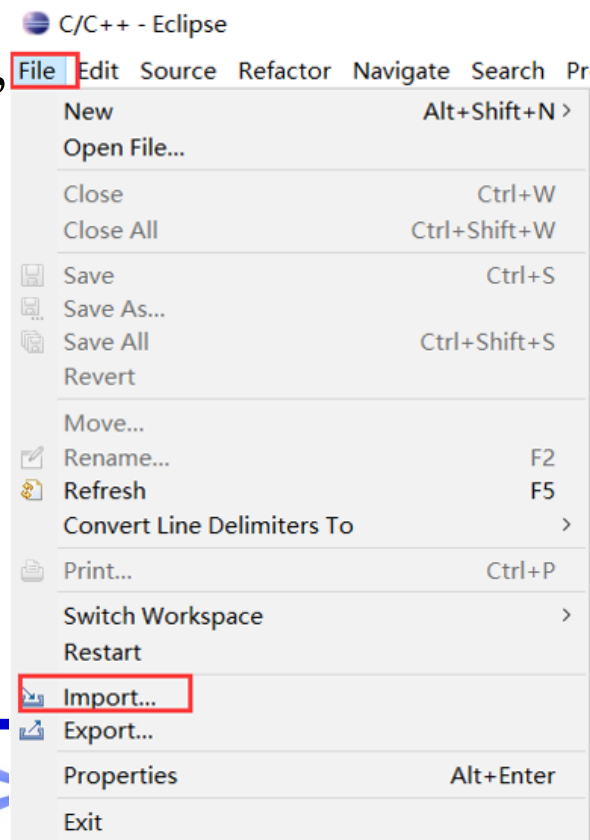 C/C++ - Eclipse
, File Edit Source Refactor Navigate Search Pr
New Alt+Shift+N >
Open File...
Close Ctrl+W
Close All Ctrl+Shift+W
Save Ctrl+S
Save As...
Save All Ctrl+Shift+S
Revert
Move...
Rename... F2
Refresh F5
Convert Line Delimiters To >
Print... Ctrl+P
Switch Workspace >
Restart
Import...
Export...
Properties Alt+Enter
Exit